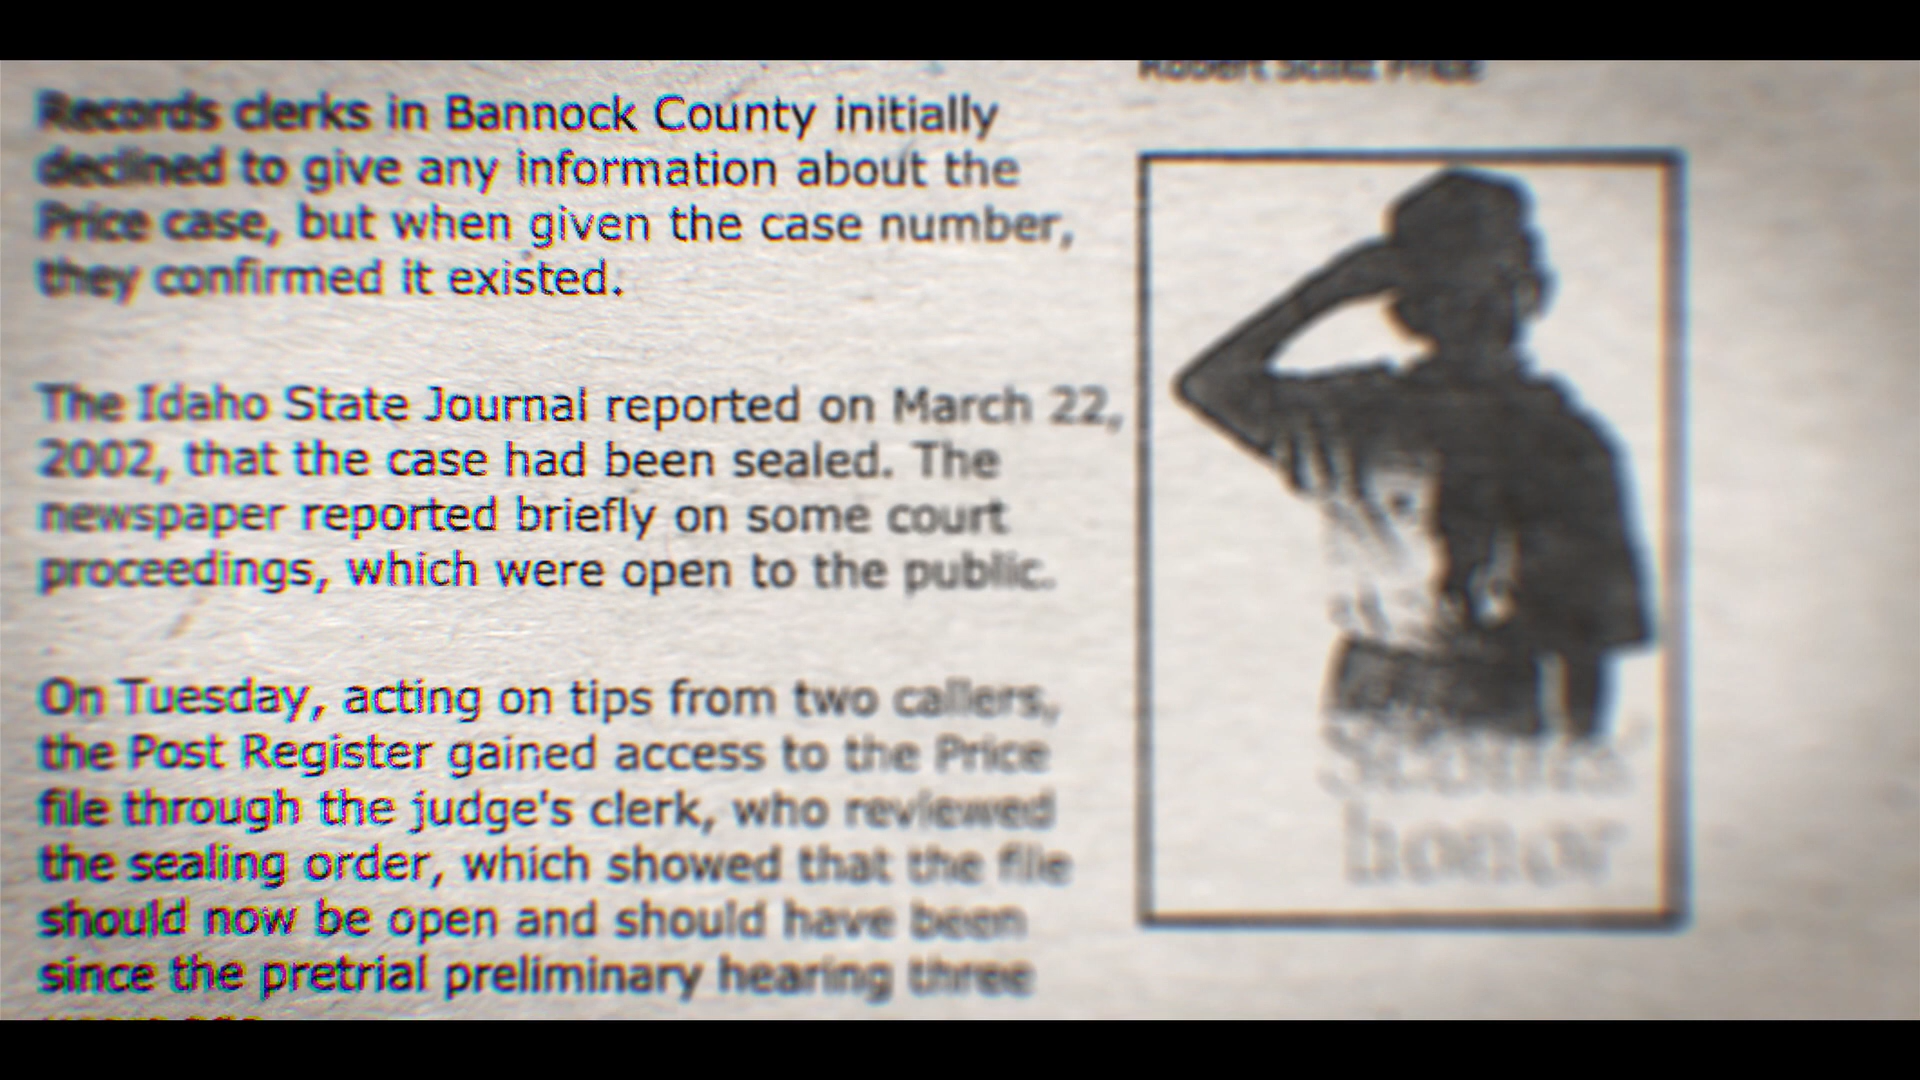 Robert Scott Price
Records clerks in Bannock County initially
declined to give any information about the
Price case, but when given the case number,
they confirmed it existed.
The Idaho State Journal reported on March 22,
2002, that the case had been sealed. The
newspaper reported briefly on some court
proceedings, which were open to the public.
On Tuesday, acting on tips from two callers,
the Post Register gained access to the Price
file through the judge's clerk, who reviewed
the sealing order, which showed that the file
should now be open and should have been
since the pretrial preliminary hearing three
Scouts'
honor